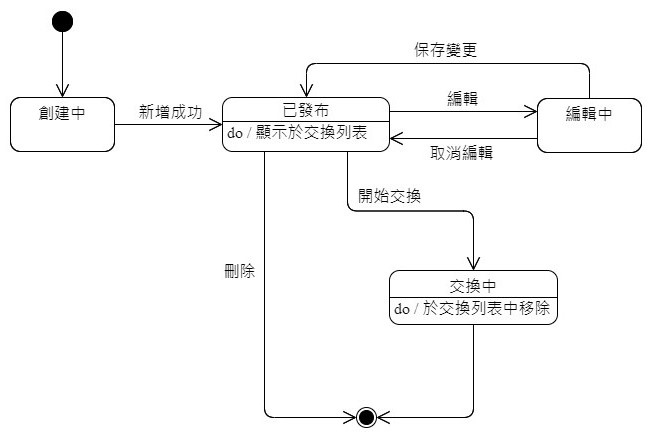 保存變更
創建中
新增成功
已發布
do / 顯示於交換列表
編輯
編輯中
取消編輯
開始交換
刪除
交換中
do / 於交換列表中移除